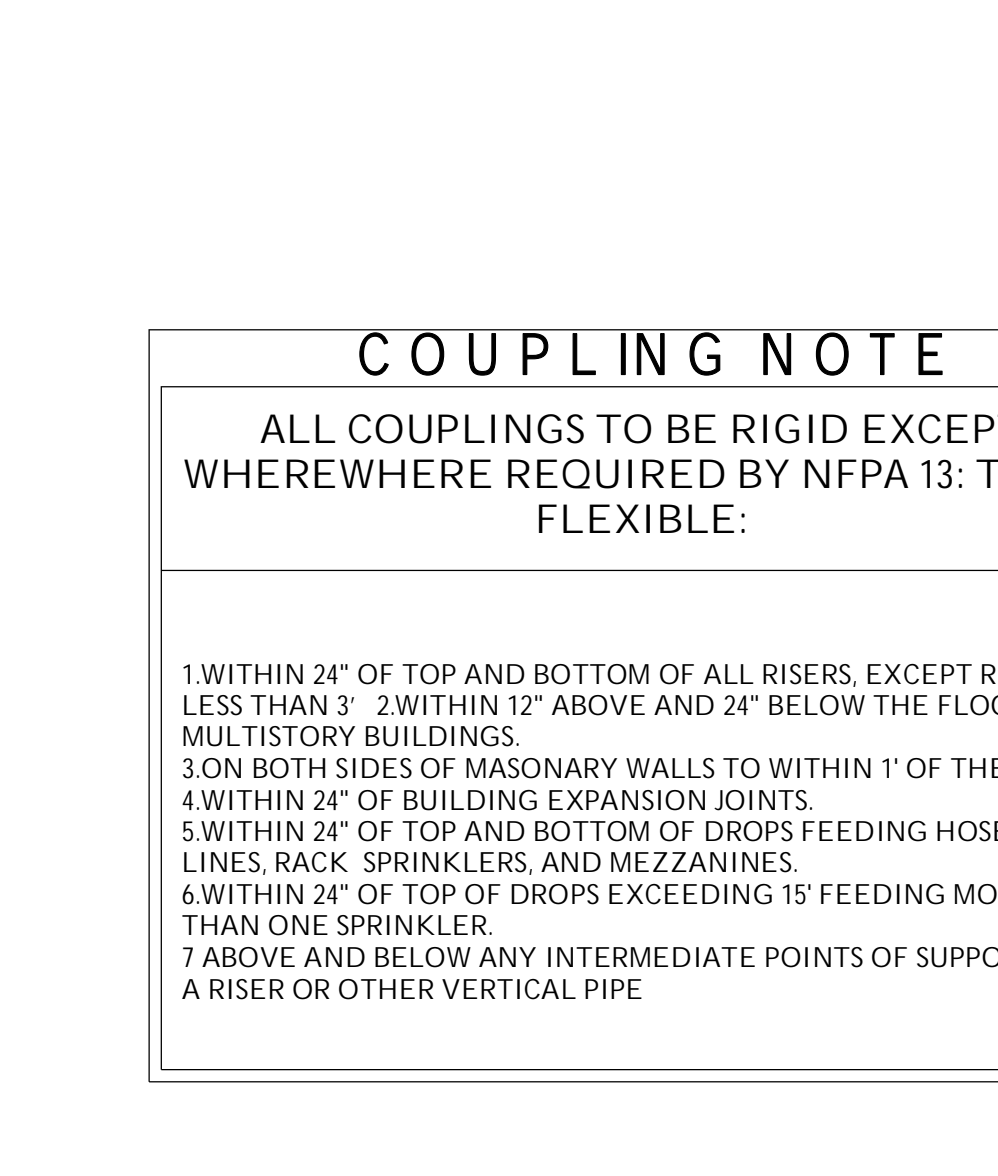 COUPLING NOTE
ALL COUPLINGS TO BE RIGID
WHEREWHERE REQUIRED BY NFPA 13:
FLEXIBLE:
1.WITHIN 24" OF TOP AND BOTTOM OF ALL RISERS, EXCEPT
LESS THAN 3' 2.WITHIN 12" ABOVE AND 24" BELOW THE
MULTISTORY BUILDINGS.
3.ON BOTH SIDES OF MASONARY WALLS TO WITHIN 1' OF THE
4.WITHIN 24" OF BUILDING EXPANSION JOINTS.
5.WITHIN 24" OF TOP AND BOTTOM OF DROPS FEEDING HOSE
LINES, RACK SPRINKLERS, AND MEZZANINES.
6.WITHIN 24" OF TOP OF DROPS EXCEEDING 15' FEEDING
THAN ONE SPRINKLER.
7 ABOVE AND BELOW ANY INTERMEDIATE POINTS OF
A RISER OR OTHER VERTICAL PIPE